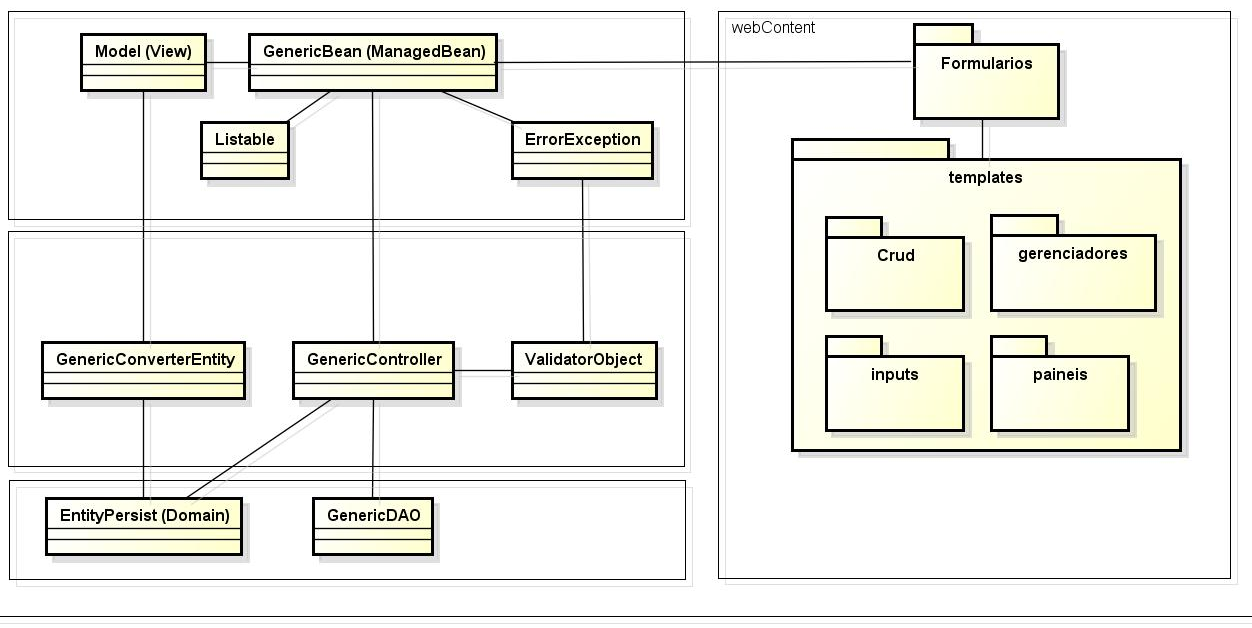 Model (View)
GenericBean (ManagedBean)
Listable
ErrorException
GenericConverterEntity
GenericController
ValidatorObject
EntityPersist (Domain)
GenericDAO
webContent
Formularios
templates
Crud
gerenciadores
inputs
paineis